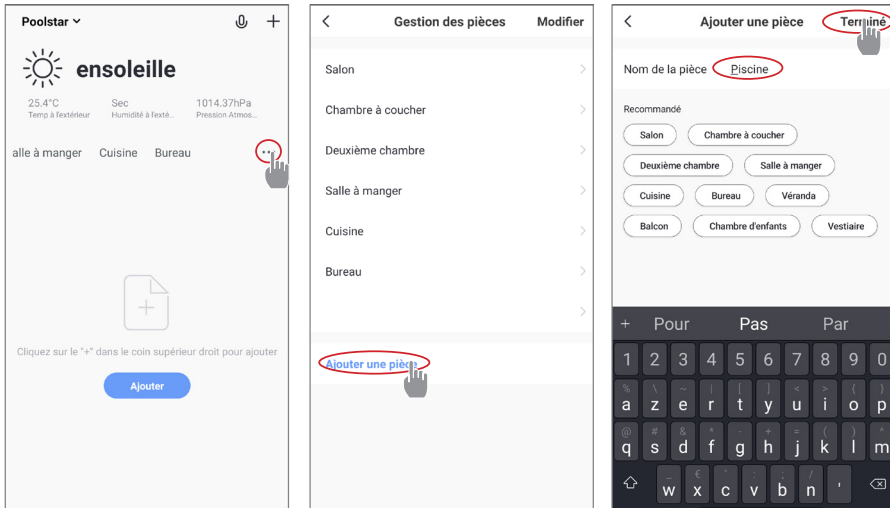 Poolstar
ensoleille
25.4°C Sec 1014.37hPa
Temp à l'extérieur Humidité à l'exté... Pression Atmos...
alle à manger Cuisine Bureau ...
Cliquez sur le "+" dans le coin supérieur droit pour ajouter
Ajouter
Gestion des pièces Modifier
Salon
Chambre à coucher
Deuxième chambre
Salle à manger
Cuisine
Bureau
Ajouter une pièce
Ajouter une pièce Terminé
Nom de la pièce Piscine
Recommandé
Salon Chambre à coucher
Deuxième chambre Salle à manger
Cuisine Bureau Véranda
Balcon Chambre d'enfants Vestiaire
+ Pour Pas Par
1 2 3 4 5 6 7 8 9 0
% \ ~ | [ ] < > { }
a z e r t y u i o p
@ # & * - + = ( ) ^
q s d f g h j k l m
_ € " ' : ; /
w x c v b n '